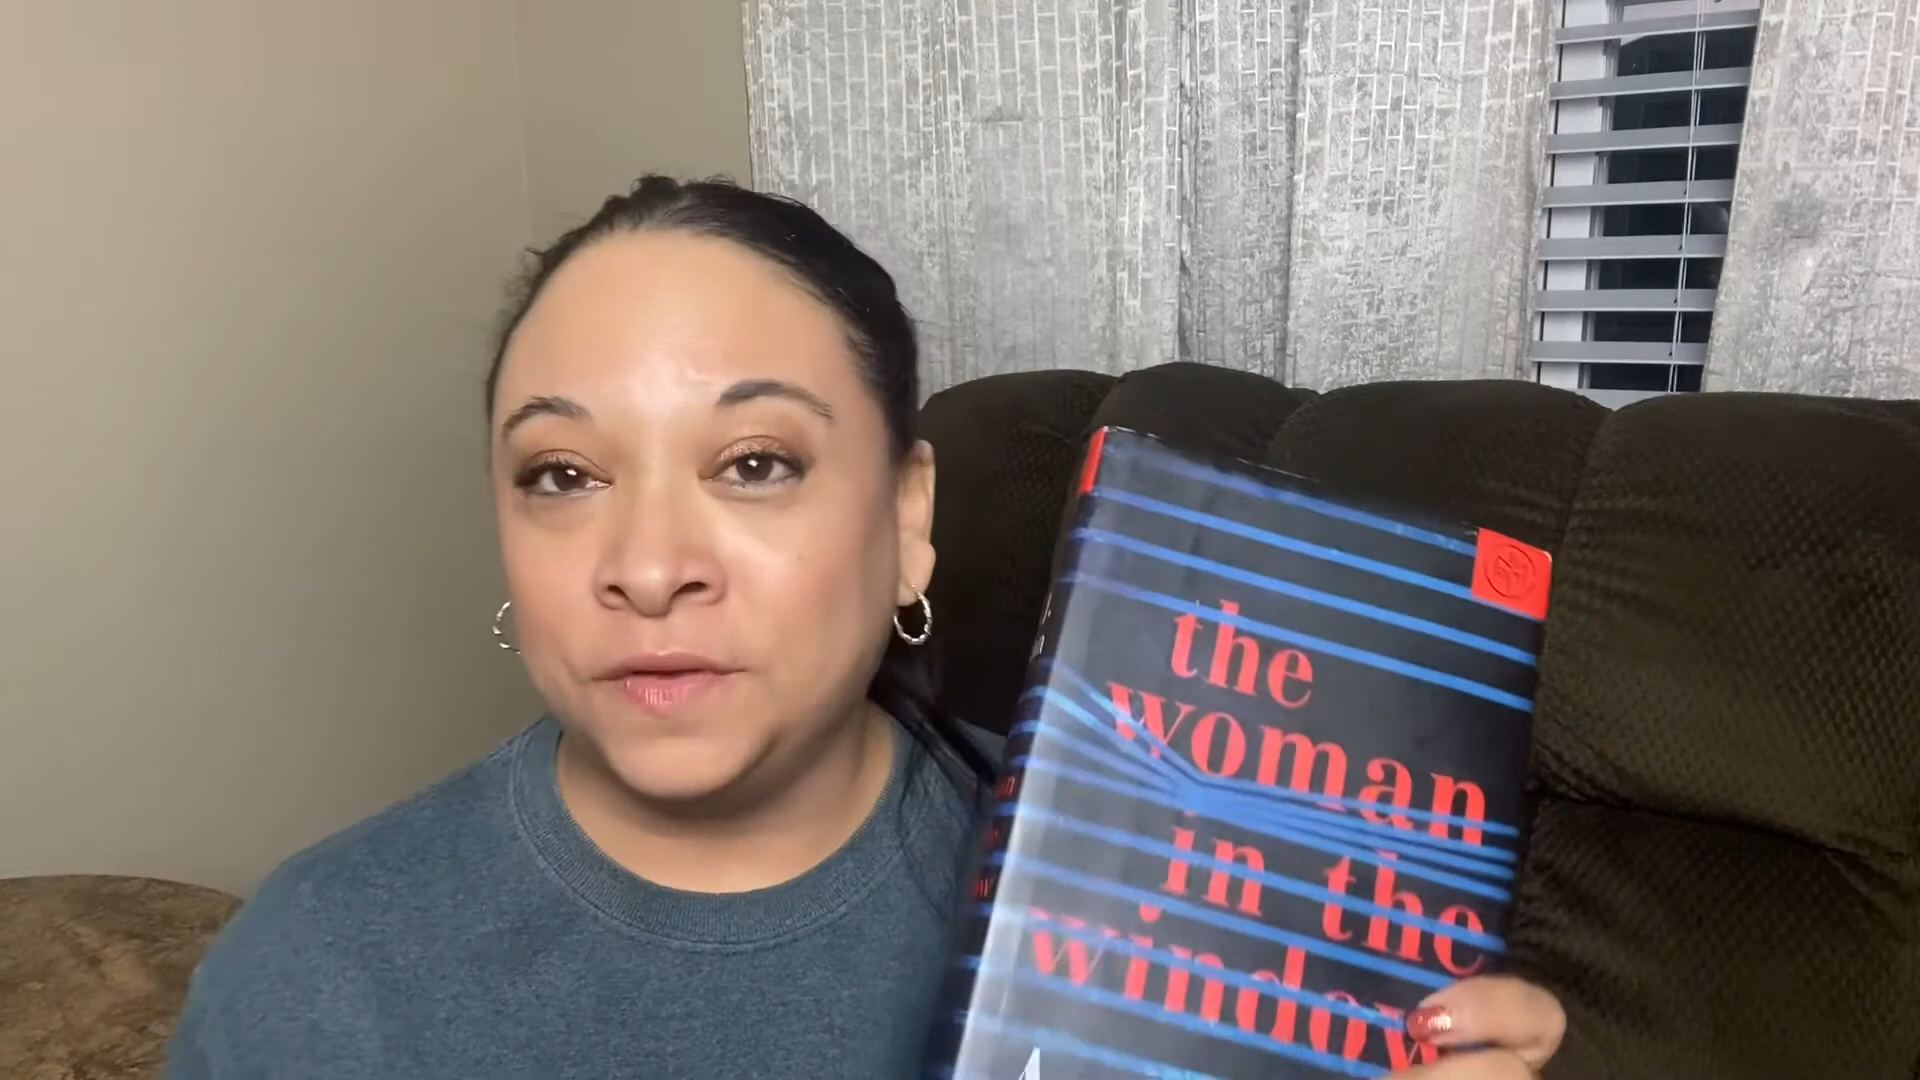 the
woman
in the
window